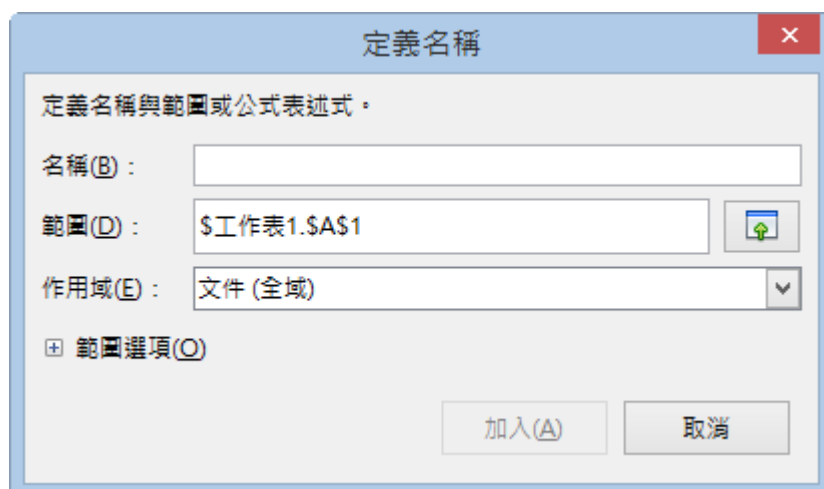 定義名稱
定義名稱與範圍或公式表述式。
名稱(B)：
範圍(D)： $工作表1.$A$1
作用域(E)： 文件 (全域)
範圍選項(O)
加入(A) 取消